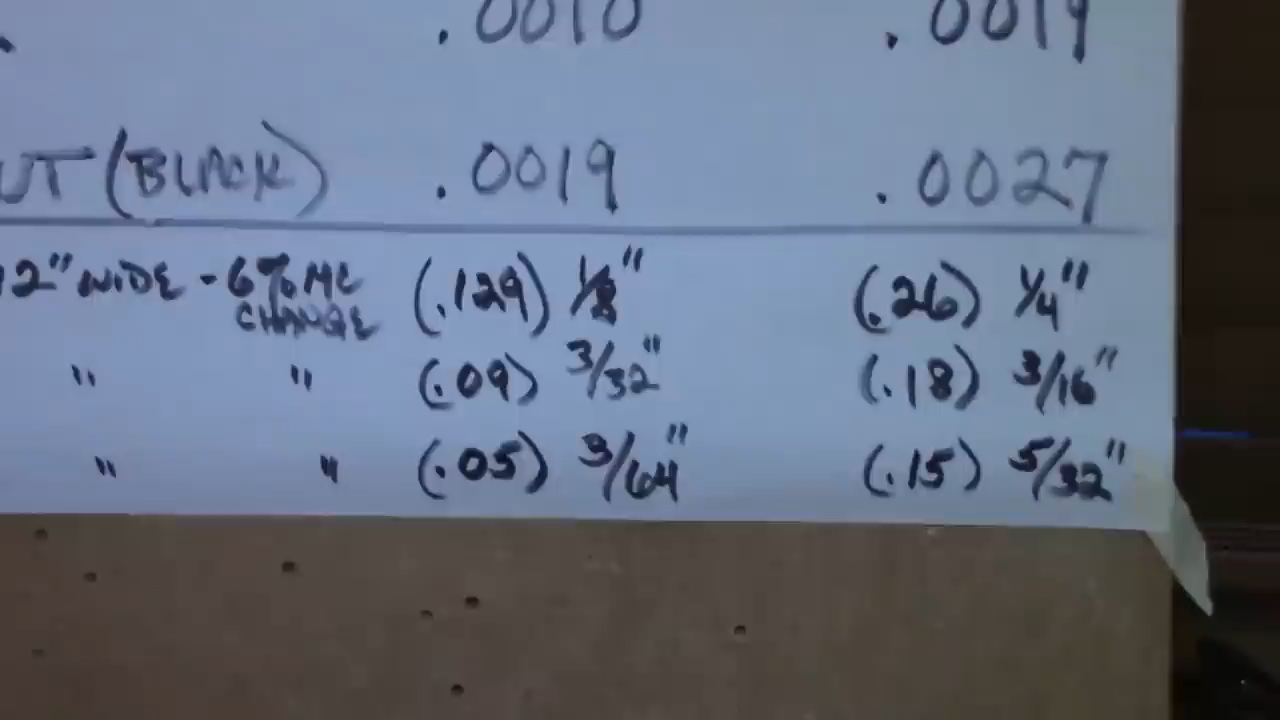 .0010 .0019
UT (BLACK) .0019 .0027
12" WIDE - 6% MC CHANGE (.129) 1/8" (.26) 1/4"
" " (.09) 3/32" (.18) 3/16"
" " (.05) 3/64" (.15) 5/32"